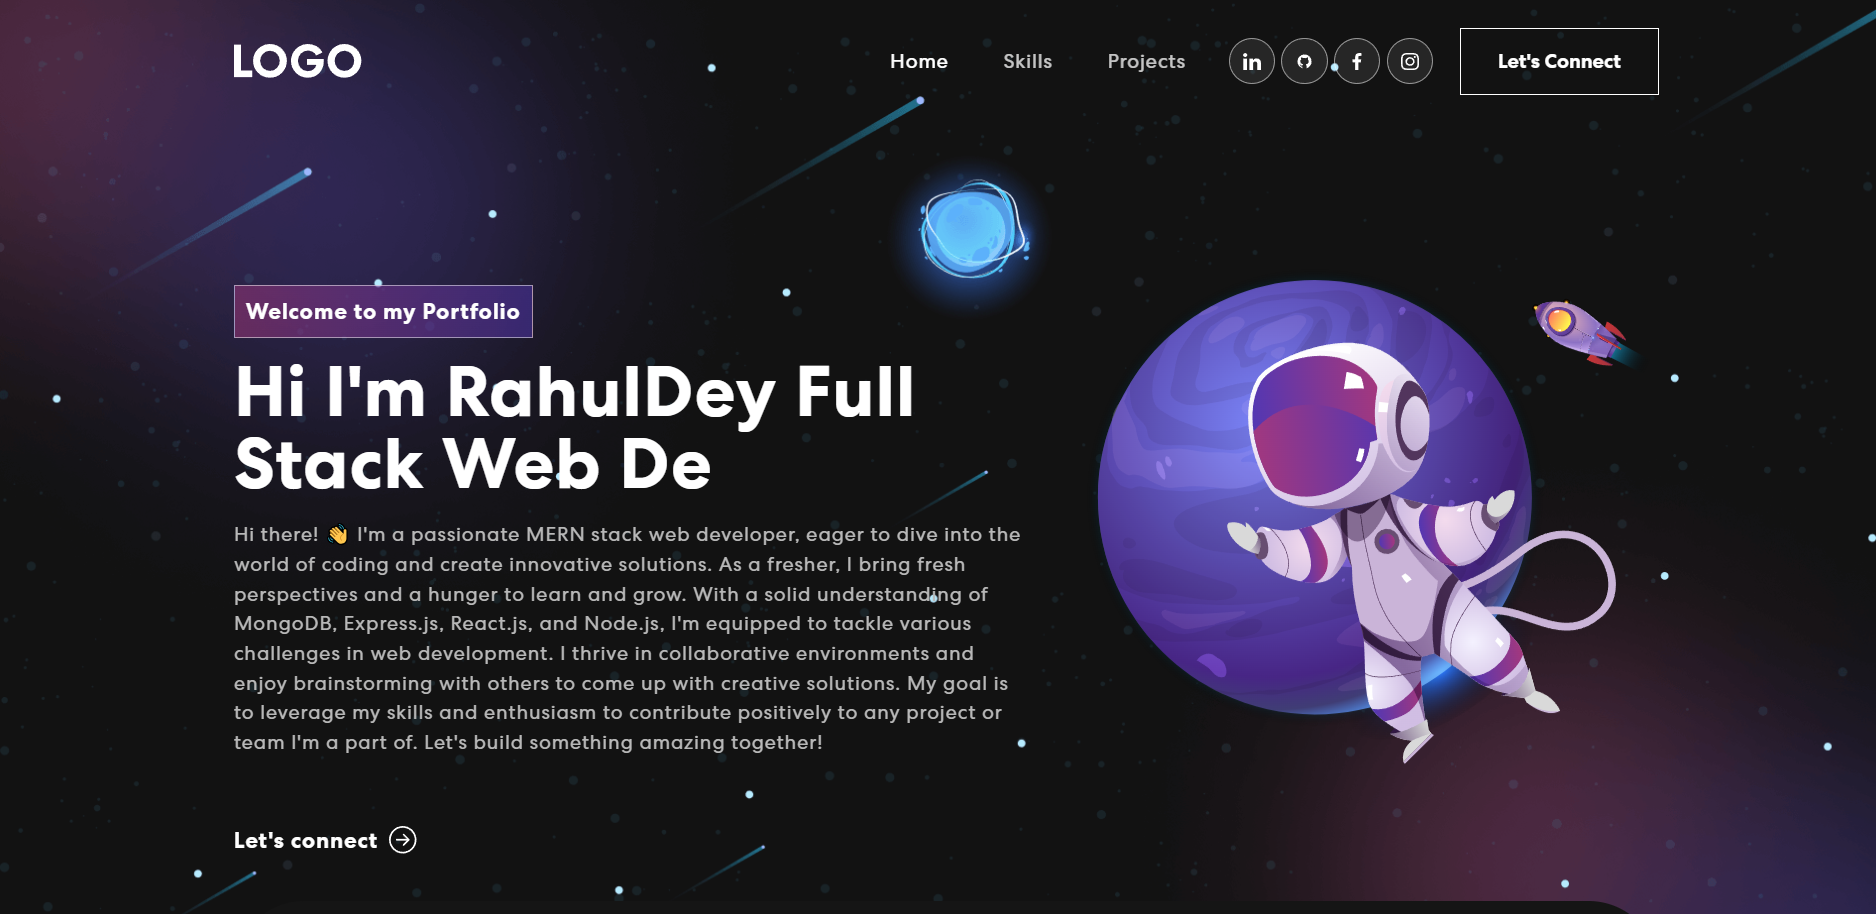 LOGO
Home Skills Projects Let's Connect
Welcome to my Portfolio
Hi I'm RahulDey Full
Stack Web De
Hi there! 👋 I'm a passionate MERN stack web developer, eager to dive into the
world of coding and create innovative solutions. As a fresher, I bring fresh
perspectives and a hunger to learn and grow. With a solid understanding of
MongoDB, Express.js, React.js, and Node.js, I'm equipped to tackle various
challenges in web development. I thrive in collaborative environments and
enjoy brainstorming with others to come up with creative solutions. My goal is
to leverage my skills and enthusiasm to contribute positively to any project or
team I'm a part of. Let's build something amazing together!
Let's connect